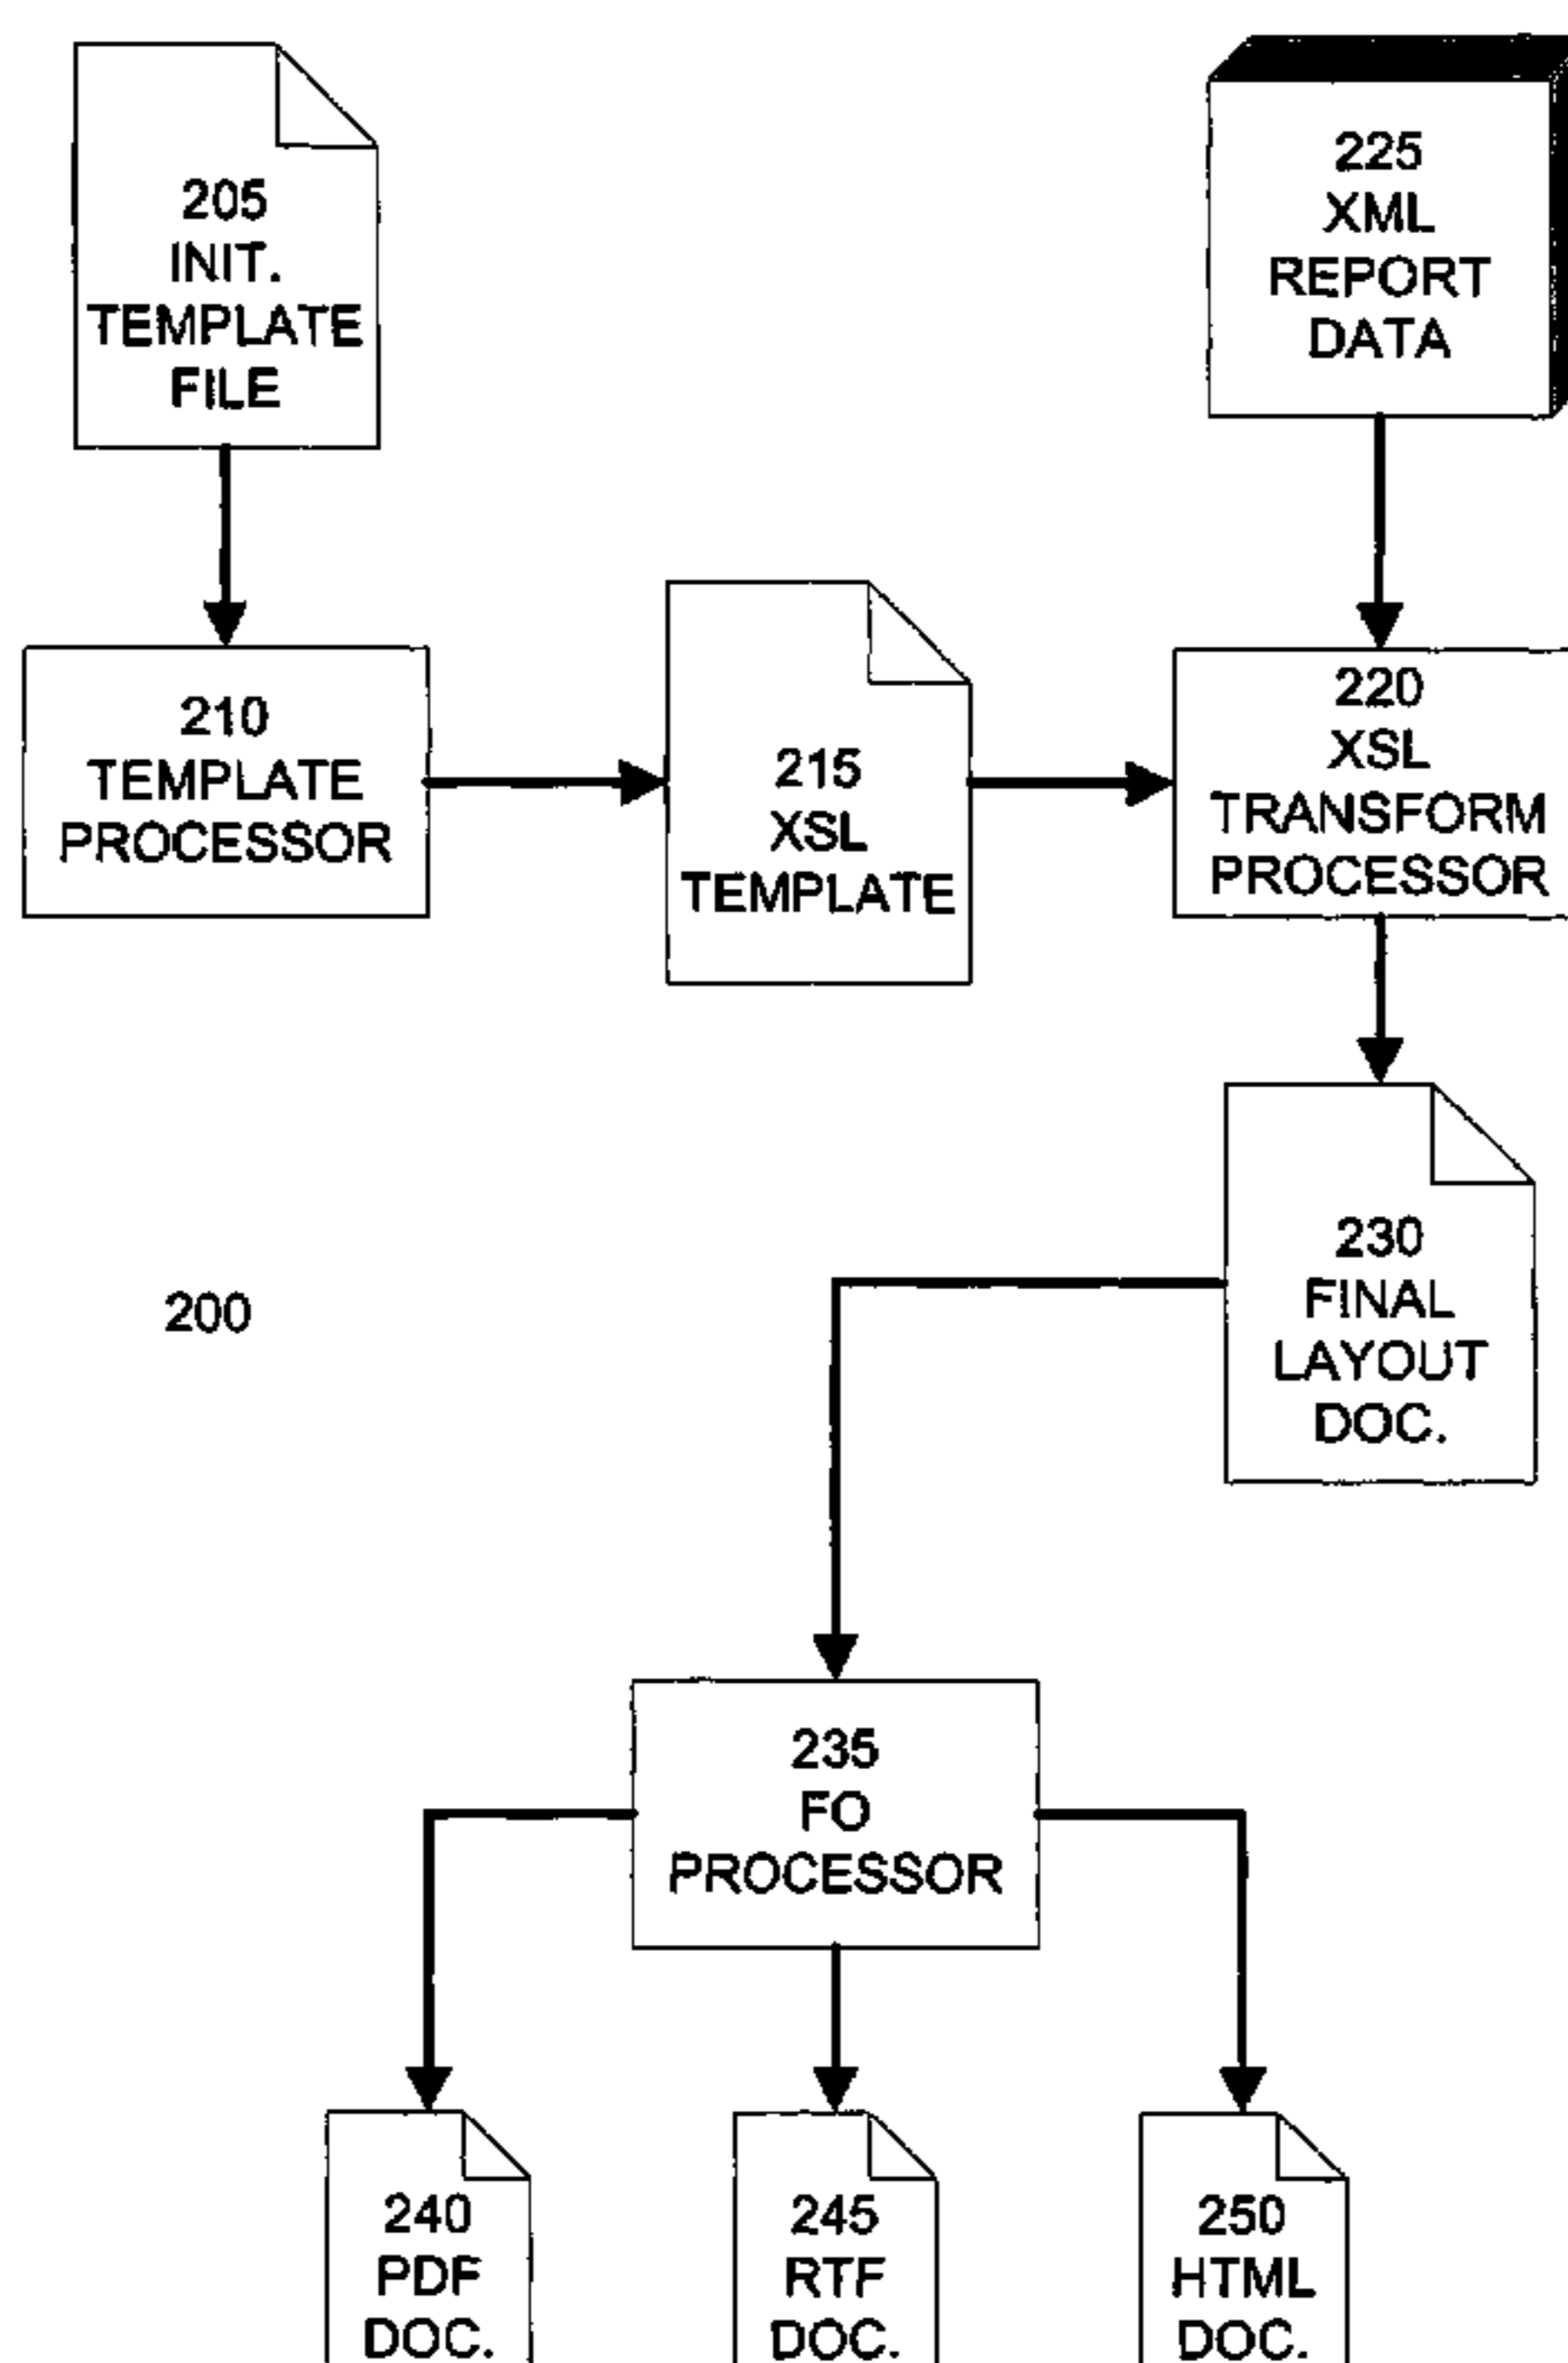 205
INIT.
TEMPLATE
FILE
225
XML
REPORT
DATA
210
TEMPLATE
PROCESSOR
215
XSL
TEMPLATE
220
XSL
TRANSFORM
PROCESSOR
230
FINAL
LAYOUT
DOC.
200
235
FO
PROCESSOR
240
PDF
DOC.
245
RTF
DOC.
250
HTML
DOC.